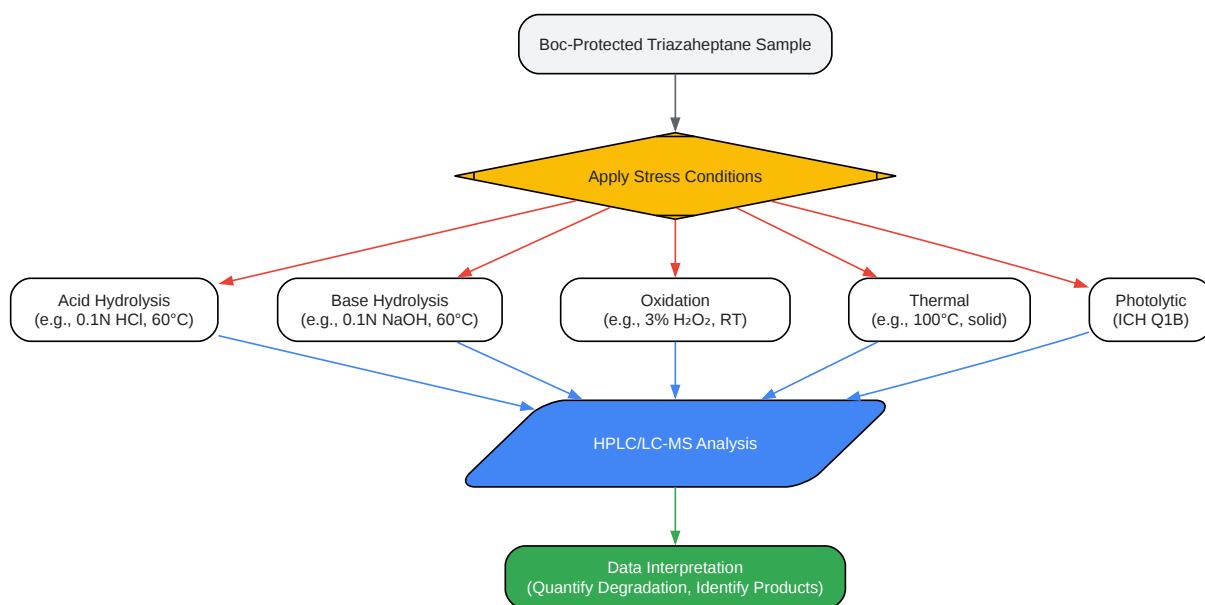 Boc-Protected Triazaheptane Sample
Apply Stress Conditions
Acid Hydrolysis
(e.g., 0.1N HCl, 60°C)
Base Hydrolysis
(e.g., 0.1N NaOH, 60°C)
Oxidation
(e.g., 3% H₂O₂, RT)
Thermal
(e.g., 100°C, solid)
Photolytic
(ICH Q1B)
HPLC/LC-MS Analysis
Data Interpretation
(Quantify Degradation, Identify Products)